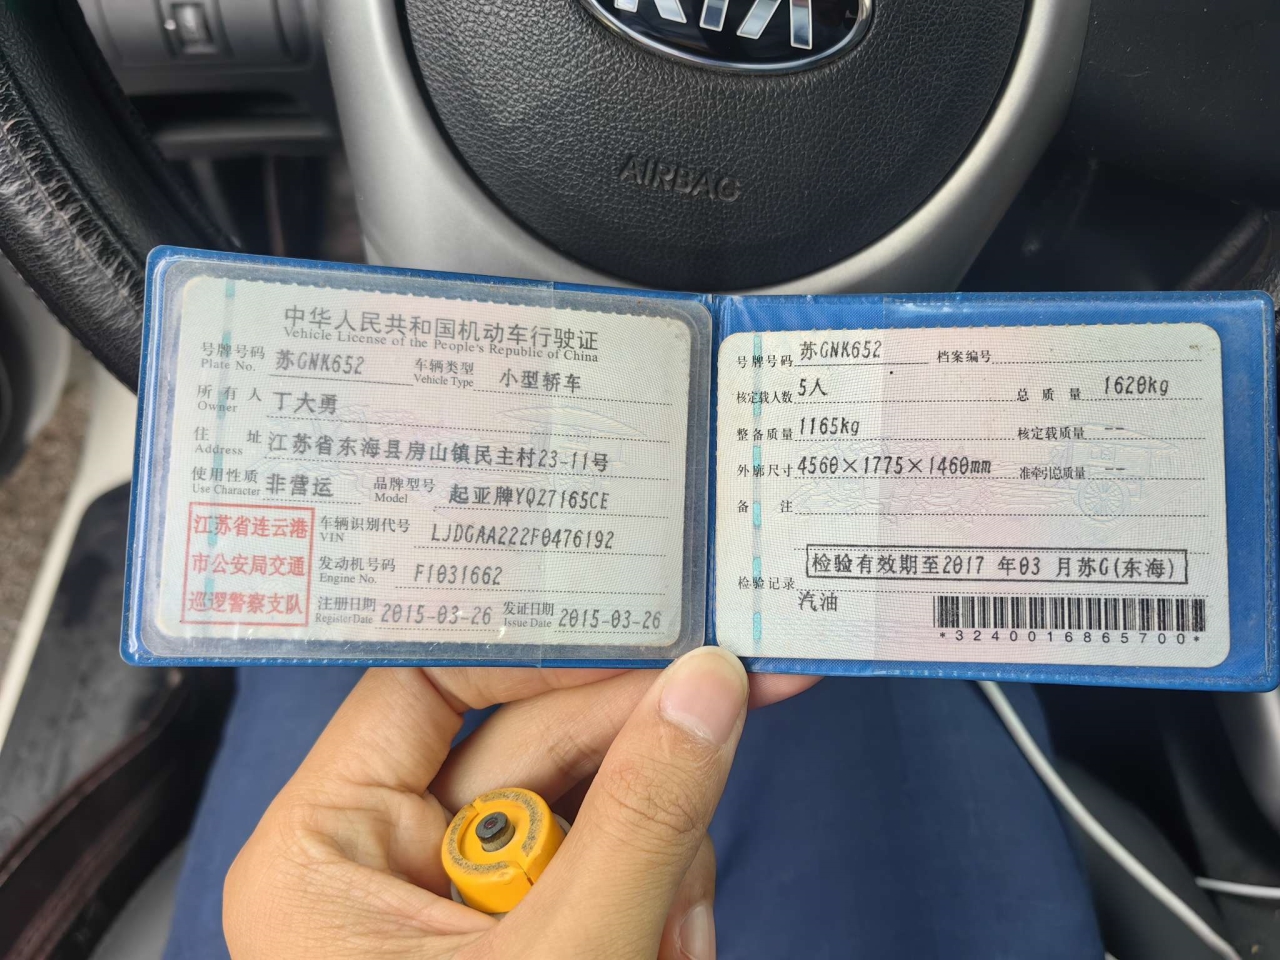 KIA
AIRBAG
中华人民共和国机动车行驶证
Vehicle License of the People's Republic of China
号牌号码 苏GNK652 车辆类型 小型轿车
Plate No. Vehicle Type
所有人 丁大勇
Owner
住址 江苏省东海县房山镇民主村23-11号
Address
使用性质 非营运 品牌型号 起亚牌YQZ7165CE
Use Character Model
江苏省连云港
市公安局交通
巡逻警察支队
车辆识别代号 LJDGAA222F0476192
VIN
发动机号码 F1031662
Engine No.
注册日期 2015-03-26 发证日期 2015-03-26
Register Date Issue Date
号牌号码 苏GNK652 档案编号
核定载人数 5人 总质量 1620kg
整备质量 1165kg 核定载质量 --
外廓尺寸 4560×1775×1460mm 准牵引总质量 --
备注
检验有效期至2017 年03 月苏G(东海)
检验记录
汽油
*3240016865700*